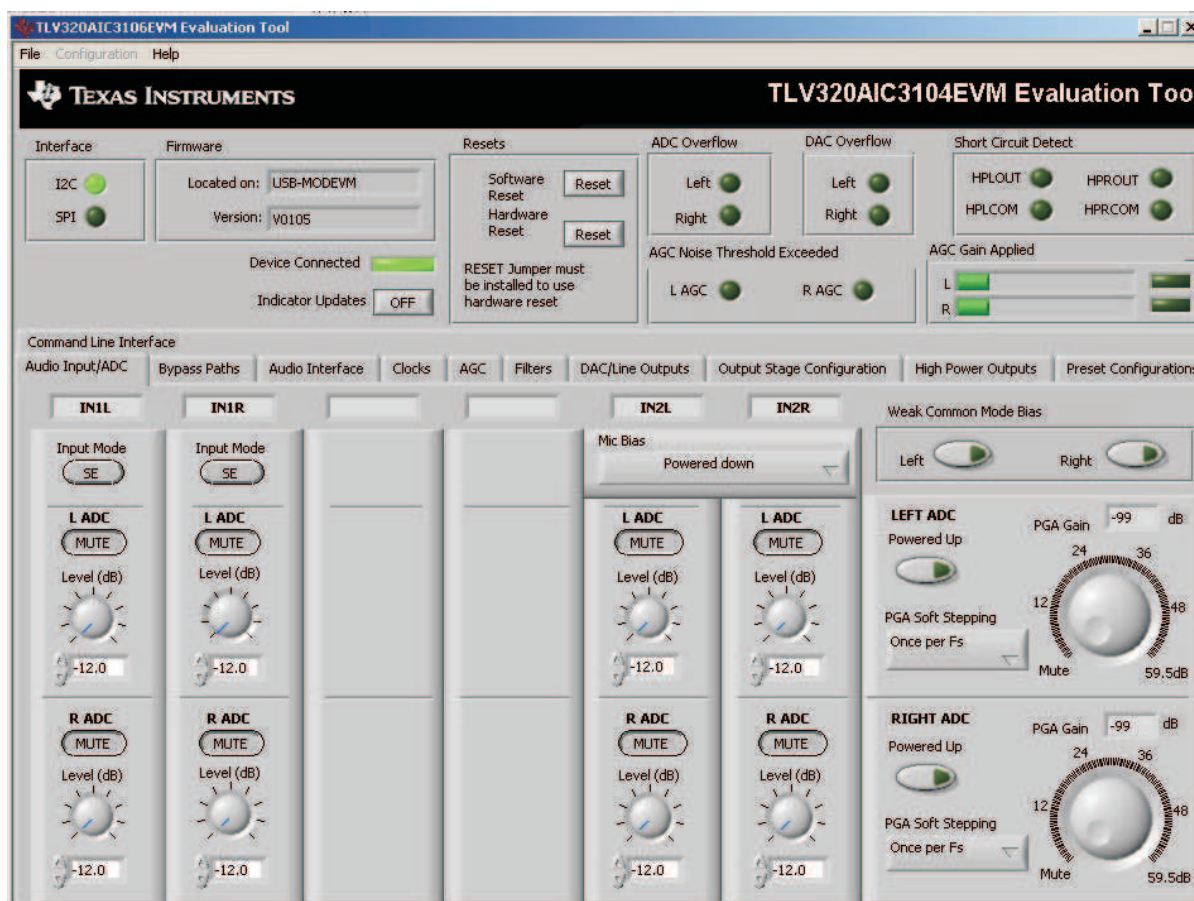 TLV320AIC3106EVM Evaluation Tool
File Configuration Help
TEXAS INSTRUMENTS
TLV320AIC3104EVM Evaluation Too
Interface
I2C
SPI
Firmware
Located on: USB-MODEVM
Version: V0105
Device Connected
Indicator Updates OFF
Resets
Software Reset Reset
Hardware Reset Reset
RESET Jumper must
be installed to use
hardware reset
ADC Overflow
Left
Right
DAC Overflow
Left
Right
Short Circuit Detect
HPLOUT HPROUT
HPLCOM HPRCOM
AGC Noise Threshold Exceeded
L AGC R AGC
AGC Gain Applied
L
R
Command Line Interface
Audio Input/ADC Bypass Paths Audio Interface Clocks AGC Filters DAC/Line Outputs Output Stage Configuration High Power Outputs Preset Configurations
IN1L IN1R IN2L IN2R
Input Mode Input Mode
SE SE
Mic Bias
Powered down
Weak Common Mode Bias
Left Right
L ADC L ADC L ADC L ADC
MUTE MUTE MUTE MUTE
Level (dB) Level (dB) Level (dB) Level (dB)
-12.0 -12.0 -12.0 -12.0
LEFT ADC
Powered Up
PGA Gain -99 dB
24 36
12 48
Mute 59.5dB
PGA Soft Stepping
Once per Fs
R ADC R ADC R ADC R ADC
MUTE MUTE MUTE MUTE
Level (dB) Level (dB) Level (dB) Level (dB)
-12.0 -12.0 -12.0 -12.0
RIGHT ADC
Powered Up
PGA Gain -99 dB
24 36
12 48
Mute 59.5dB
PGA Soft Stepping
Once per Fs